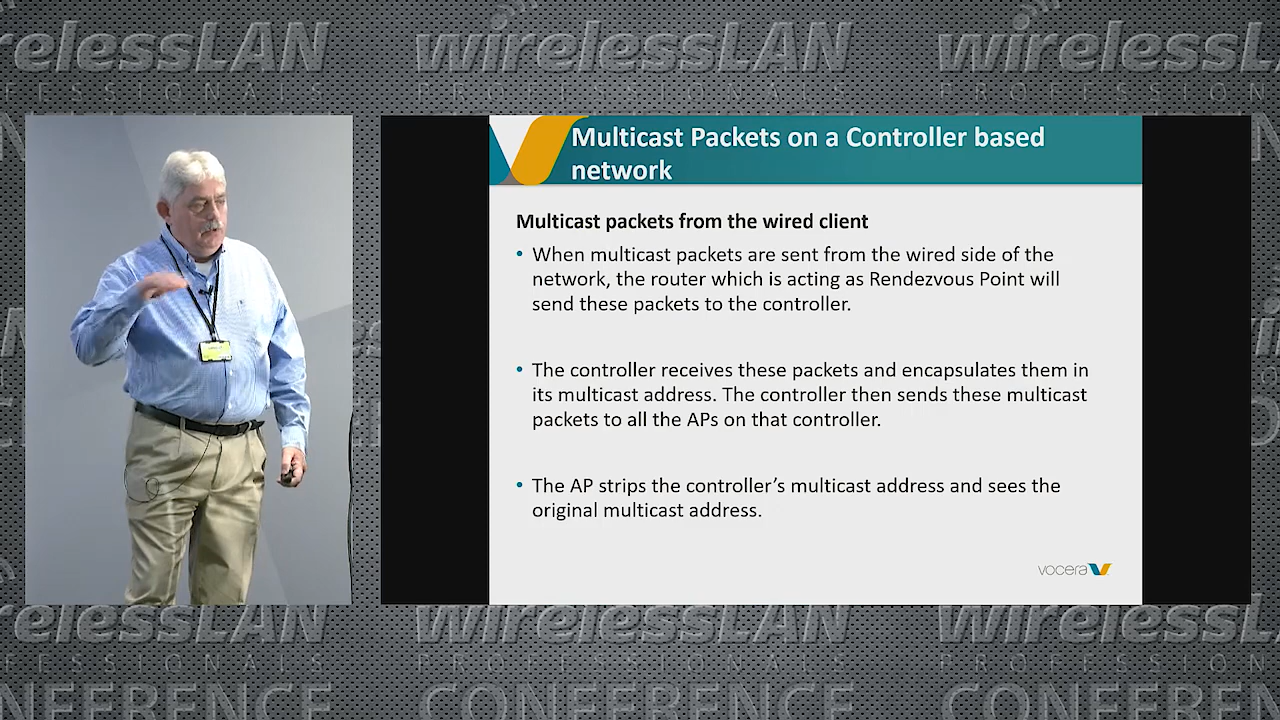 wirelessLAN
PROFESSIONALS
CONFERENCE
Multicast Packets on a Controller based
network
Multicast packets from the wired client
• When multicast packets are sent from the wired side of the
network, the router which is acting as Rendezvous Point will
send these packets to the controller.
• The controller receives these packets and encapsulates them in
its multicast address. The controller then sends these multicast
packets to all the APs on that controller.
• The AP strips the controller's multicast address and sees the
original multicast address.
vocera
wirelessLAN
PROFESSIONALS
CONFERENCE